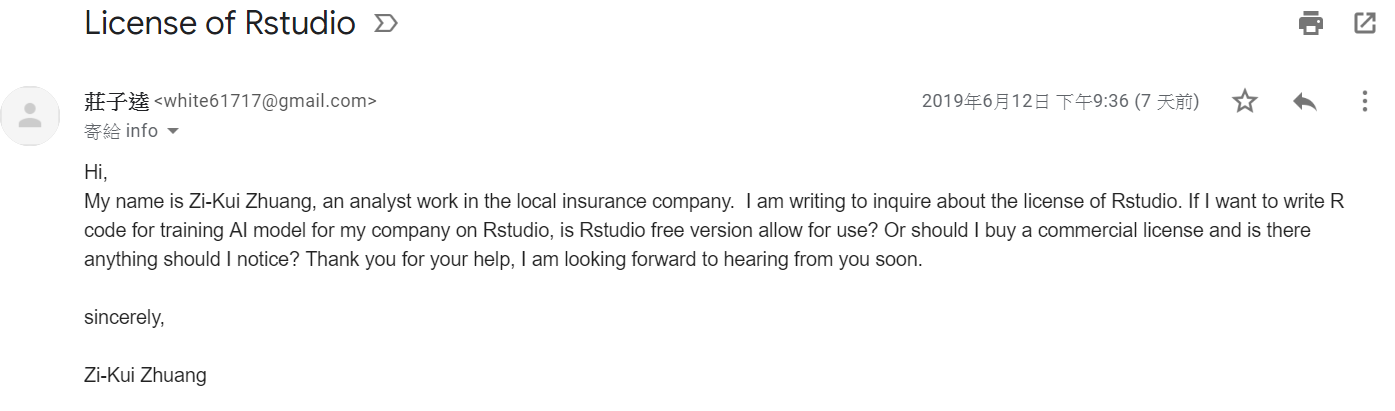 License of Rstudio
莊子逵 <white61717@gmail.com>
2019年6月12日 下午9:36 (7 天前)
寄給 info
Hi,
My name is Zi-Kui Zhuang, an analyst work in the local insurance company.  I am writing to inquire about the license of Rstudio. If I want to write R
code for training AI model for my company on Rstudio, is Rstudio free version allow for use? Or should I buy a commercial license and is there
anything should I notice? Thank you for your help, I am looking forward to hearing from you soon.
sincerely,
Zi-Kui Zhuang